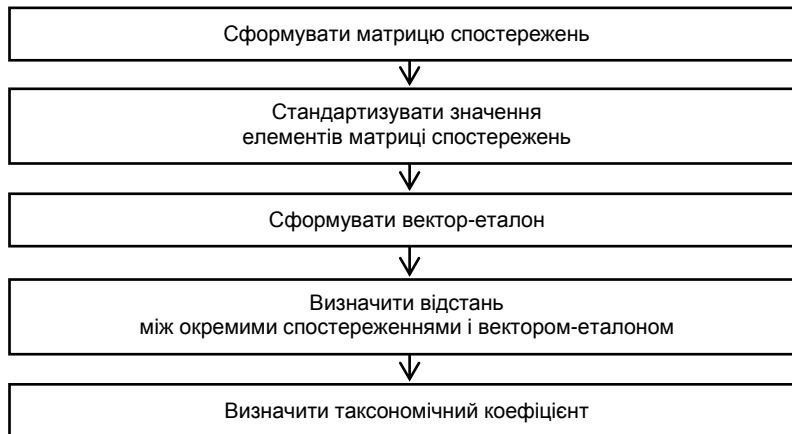 Сформувати матрицю спостережень
Стандартизувати значення
елементів матриці спостережень
Сформувати вектор-еталон
Визначити відстань
між окремими спостереженнями і вектором-еталоном
Визначити таксономічний коефіцієнт